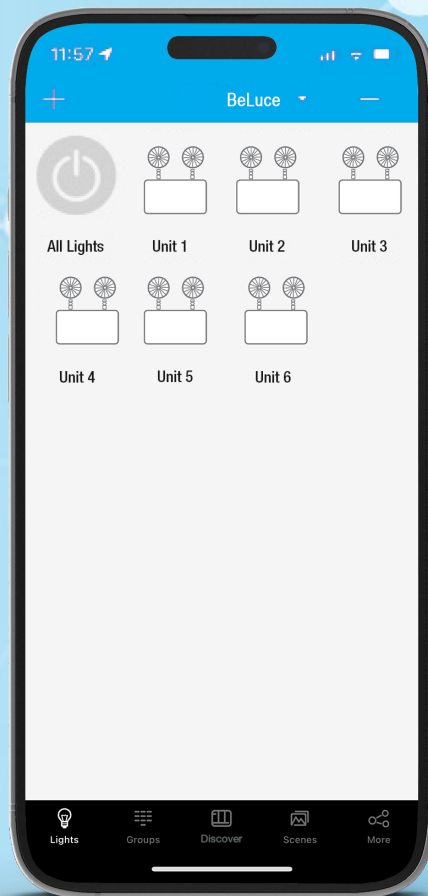 11:57
BeLuce
All Lights Unit 1 Unit 2 Unit 3
Unit 4 Unit 5 Unit 6
Lights Groups Discover Scenes More